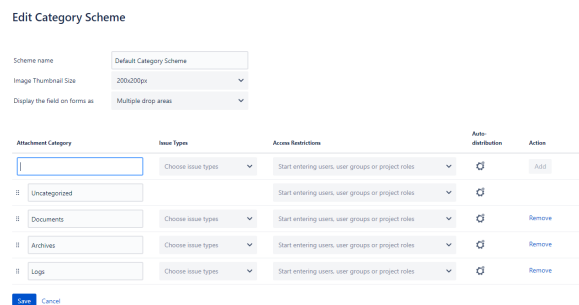 Edit Category Scheme
Scheme name Default Category Scheme
Image Thumbnail Size 200x200px
Display the field on forms as Multiple drop areas
Attachment Category Issue Types Access Restrictions Auto-distribution Action
Choose issue types Start entering users, user groups or project roles Add
Uncategorized Start entering users, user groups or project roles
Documents Choose issue types Start entering users, user groups or project roles Remove
Archives Choose issue types Start entering users, user groups or project roles Remove
Logs Choose issue types Start entering users, user groups or project roles Remove
Save Cancel